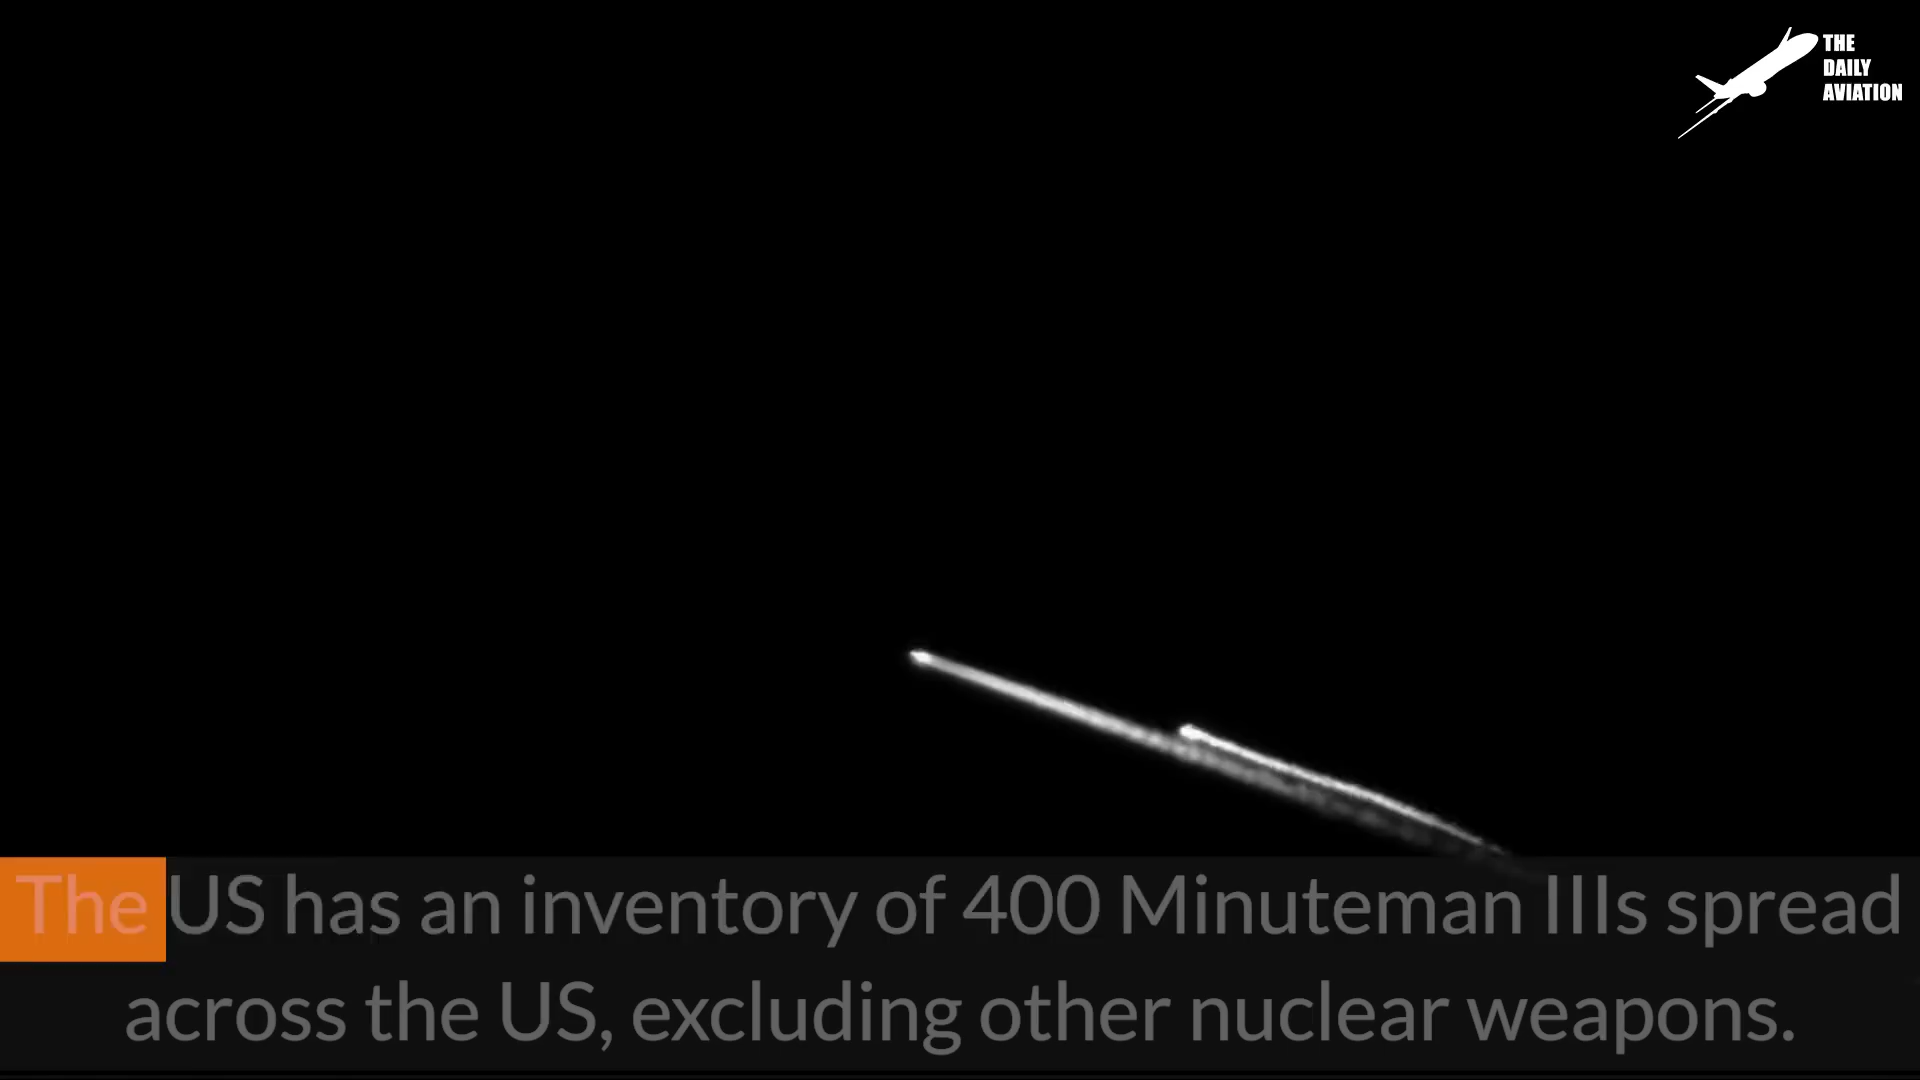 THE
DAILY
AVIATION
The US has an inventory of 400 Minuteman IIIs spread
across the US, excluding other nuclear weapons.